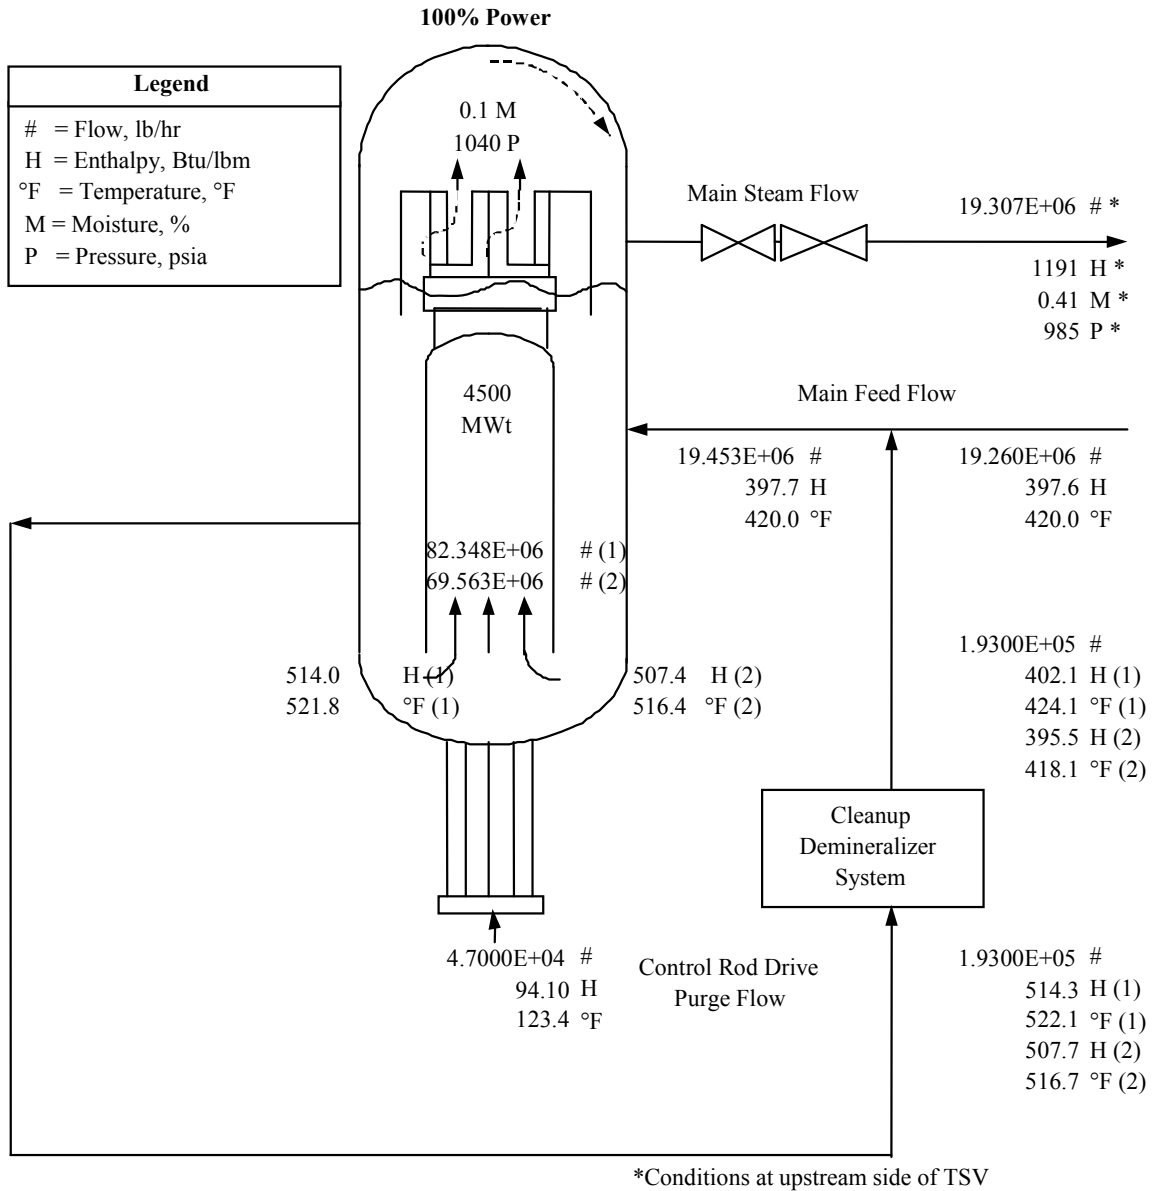 100% Power
Legend
# = Flow, lb/hr
H = Enthalpy, Btu/lbm
°F = Temperature, °F
M = Moisture, %
P = Pressure, psia
0.1 M
1040 P
Main Steam Flow
19.307E+06 # *
1191 H *
0.41 M *
985 P *
4500
MWt
Main Feed Flow
19.453E+06 #
397.7 H
420.0 °F
19.260E+06 #
397.6 H
420.0 °F
82.348E+06 # (1)
69.563E+06 # (2)
514.0 H (1)
521.8 °F (1)
507.4 H (2)
516.4 °F (2)
1.9300E+05 #
402.1 H (1)
424.1 °F (1)
395.5 H (2)
418.1 °F (2)
Cleanup
Demineralizer
System
4.7000E+04 #
94.10 H
123.4 °F
Control Rod Drive
Purge Flow
1.9300E+05 #
514.3 H (1)
522.1 °F (1)
507.7 H (2)
516.7 °F (2)
*Conditions at upstream side of TSV